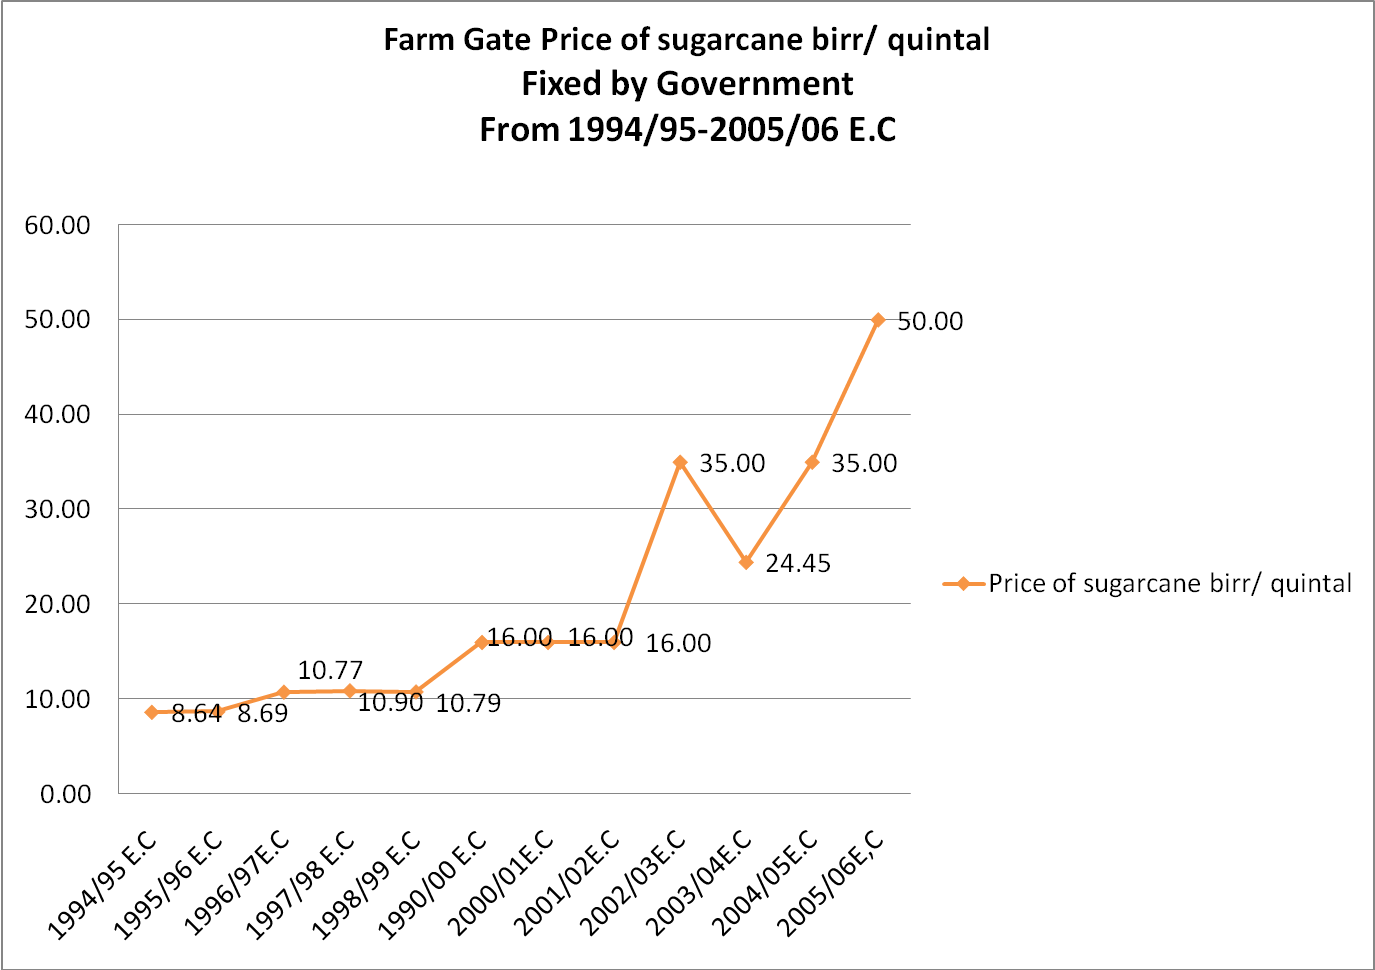 Farm Gate Price of sugarcane birr/ quintal
Fixed by Government
From 1994/95-2005/06 E.C
60.00
50.00
40.00
30.00
20.00
10.00
0.00
8.64
8.69
10.77
10.90
10.79
16.00
16.00
16.00
35.00
24.45
35.00
50.00
Price of sugarcane birr/ quintal
1994/95 E.C
1995/96 E.C
1996/97E.C
1997/98 E.C
1998/99 E.C
1990/00 E.C
2000/01E.C
2001/02E.C
2002/03E.C
2003/04E.C
2004/05E.C
2005/06E,C